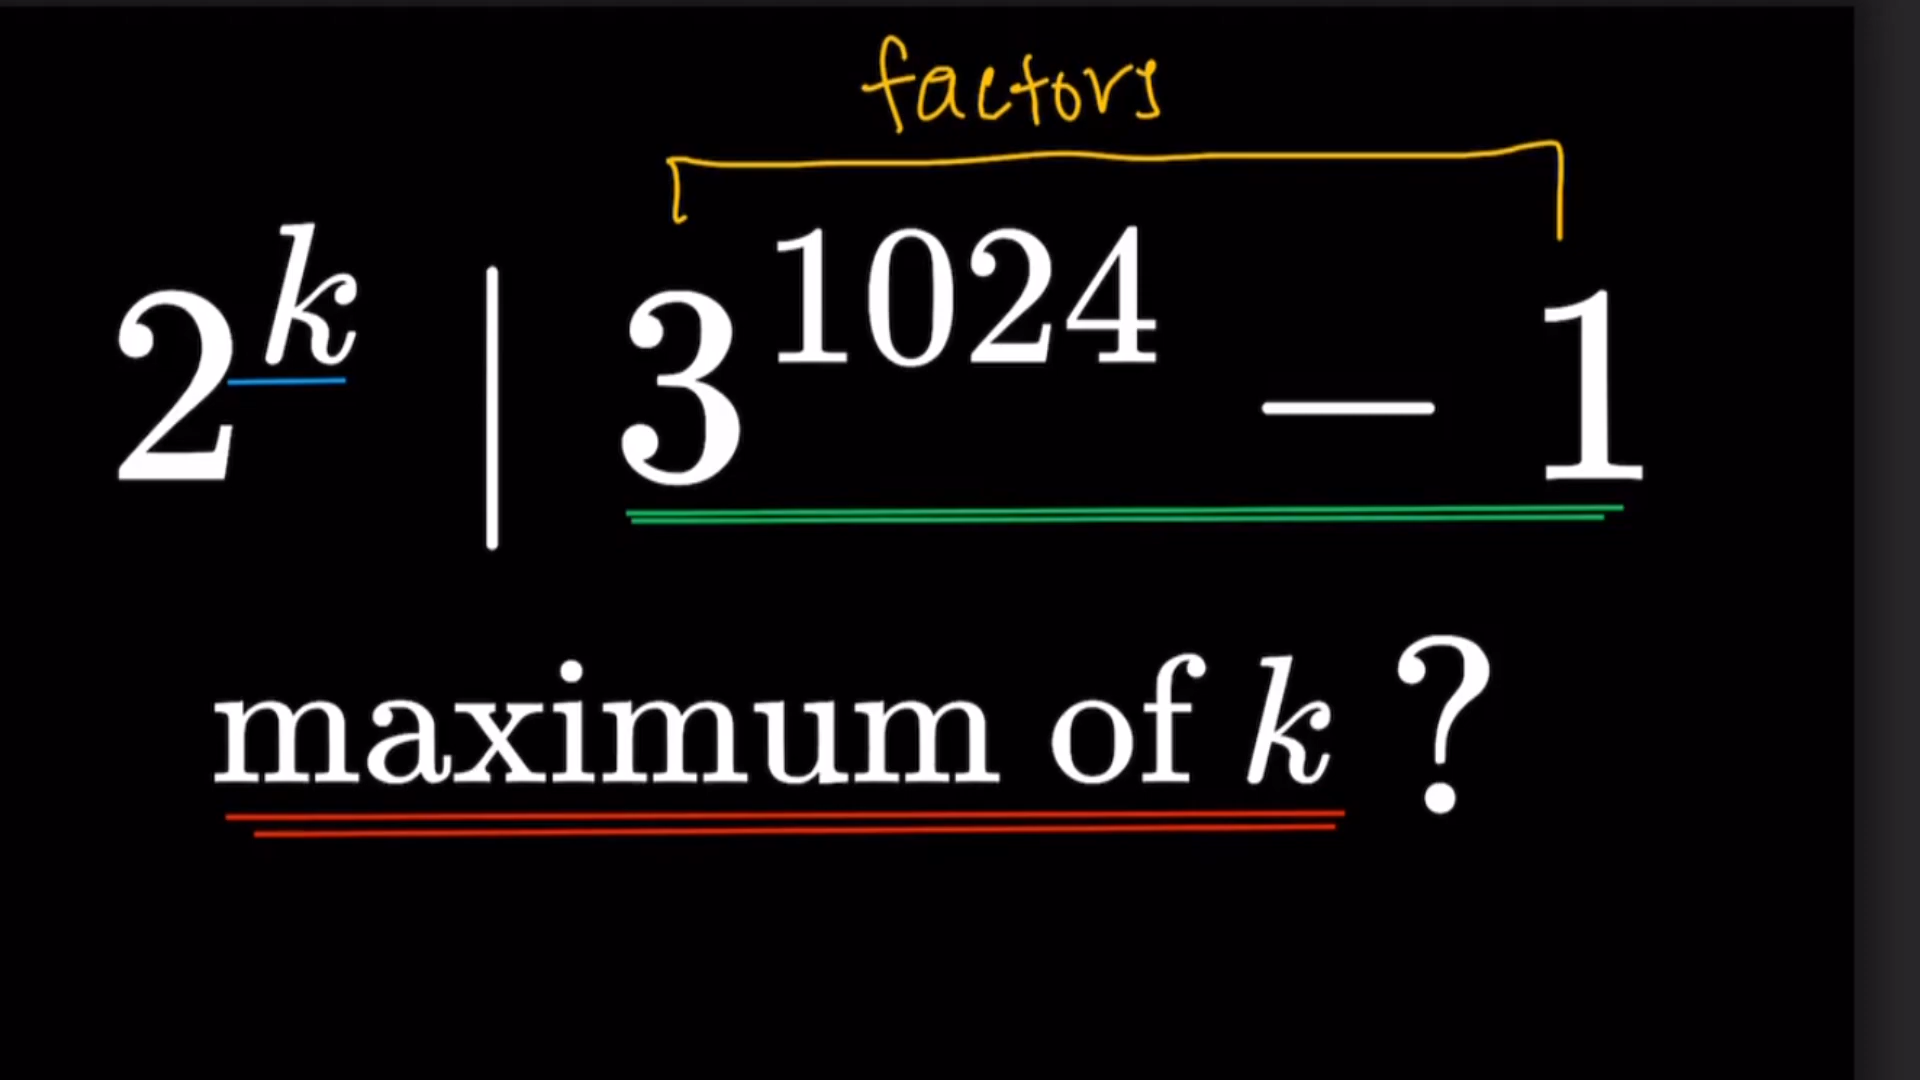 factors
2^k | 3^1024 − 1
maximum of k ?